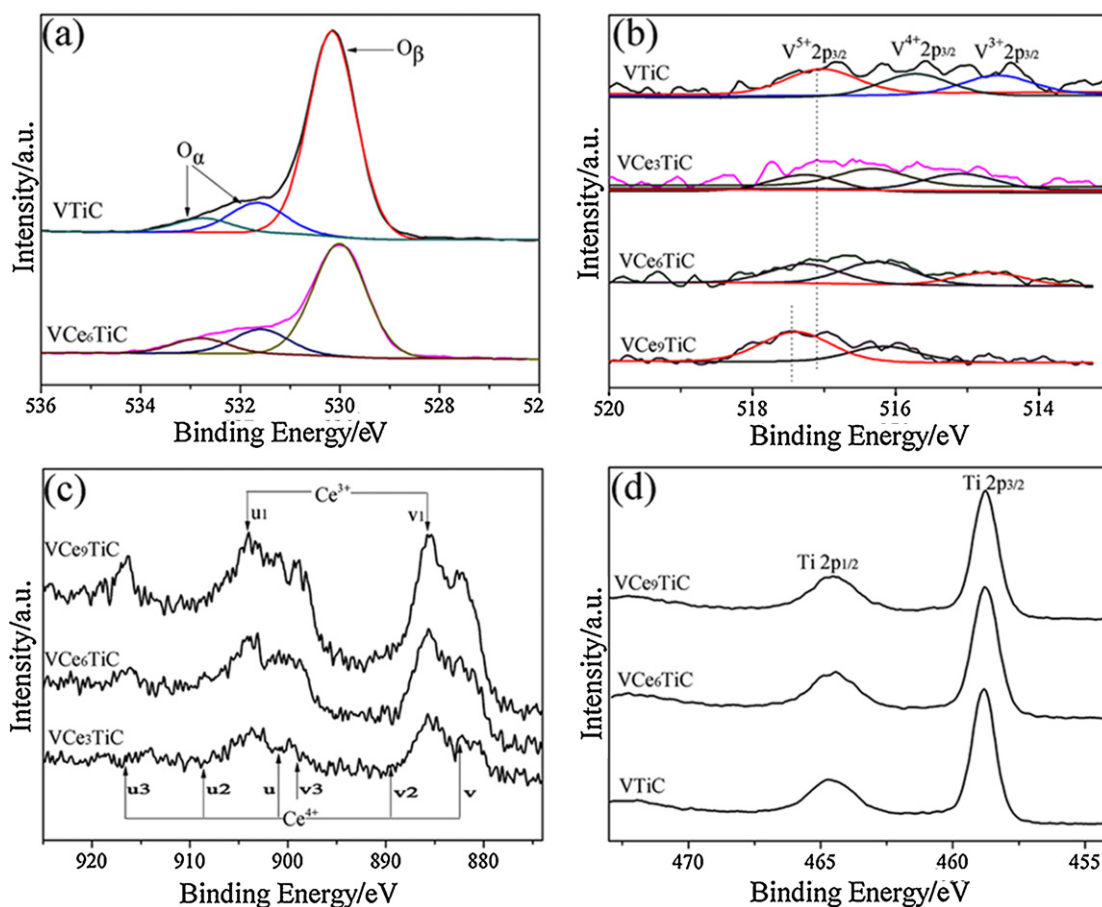 (a)
Oβ
Oα
VTiC
VCe₆TiC
Intensity/a.u.
536 534 532 530 528 52
Binding Energy/eV
(b)
V⁵⁺2p₃/₂ V⁴⁺2p₃/₂ V³⁺2p₃/₂
VTiC
VCe₃TiC
VCe₆TiC
VCe₉TiC
Intensity/a.u.
520 518 516 514
Binding Energy/eV
(c)
Ce³⁺
u₁ v₁
VCe₉TiC
VCe₆TiC
VCe₃TiC
u3 u2 u v3 v2 v
Ce⁴⁺
Intensity/a.u.
920 910 900 890 880
Binding Energy/eV
(d)
Ti 2p₃/₂
Ti 2p₁/₂
VCe₉TiC
VCe₆TiC
VTiC
Intensity/a.u.
470 465 460 455
Binding Energy/eV